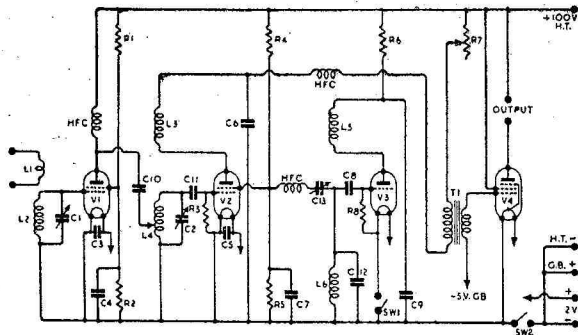 +100V
H.T.
R1
R4
R6
R7
HFC
HFC
L3
C6
L5
OUTPUT
L1
V1
C10
C11
V2
HFC
C13
C8
V3
T1
V4
L2
C1
L4
C2
R3
R8
C3
C5
H.T. -
G.B. +
C4
R2
R5
C7
L6
C12
SW1
C9
-5V. GB
+
2V
-
SW2